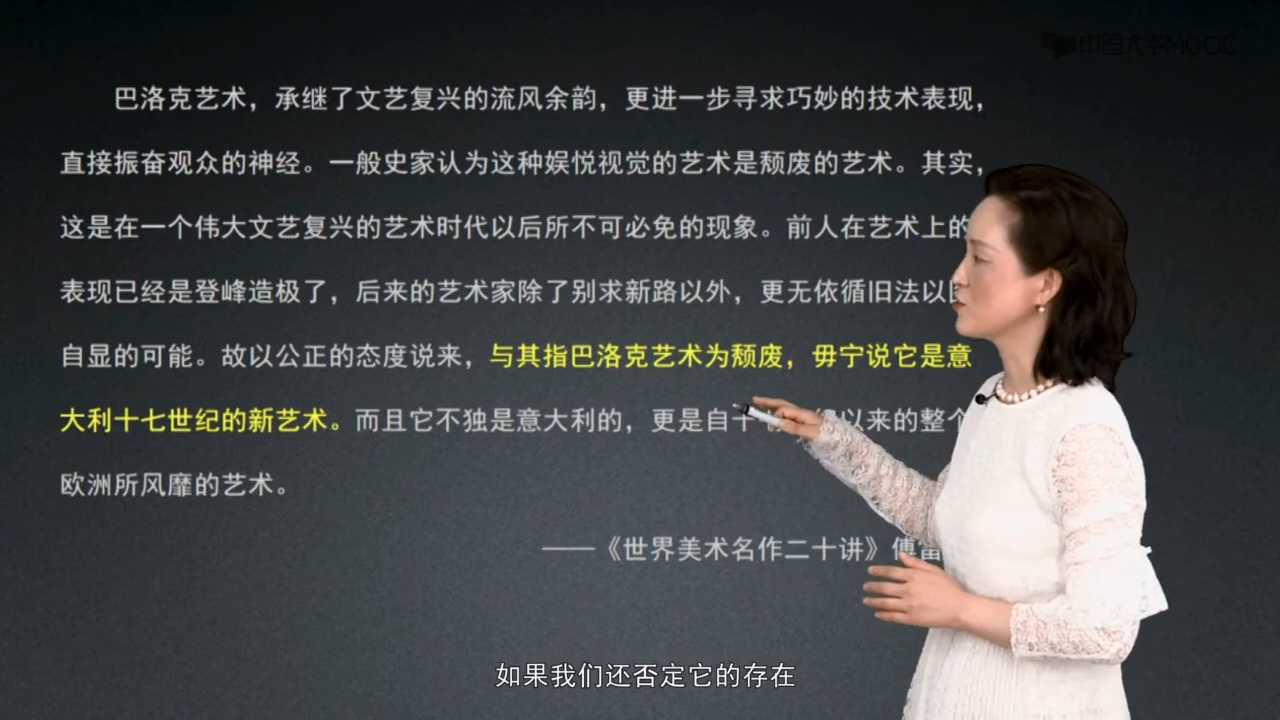 中国大学MOOC
巴洛克艺术，承继了文艺复兴的流风余韵，更进一步寻求巧妙的技术表现，
直接振奋观众的神经。一般史家认为这种娱悦视觉的艺术是颓废的艺术。其实，
这是在一个伟大文艺复兴的艺术时代以后所不可必免的现象。前人在艺术上的
表现已经是登峰造极了，后来的艺术家除了别求新路以外，更无依循旧法以
自显的可能。故以公正的态度说来，与其指巴洛克艺术为颓废，毋宁说它是意
大利十七世纪的新艺术。而且它不独是意大利的，更是自十 以来的整个
欧洲所风靡的艺术。
——《世界美术名作二十讲》傅雷
如果我们还否定它的存在